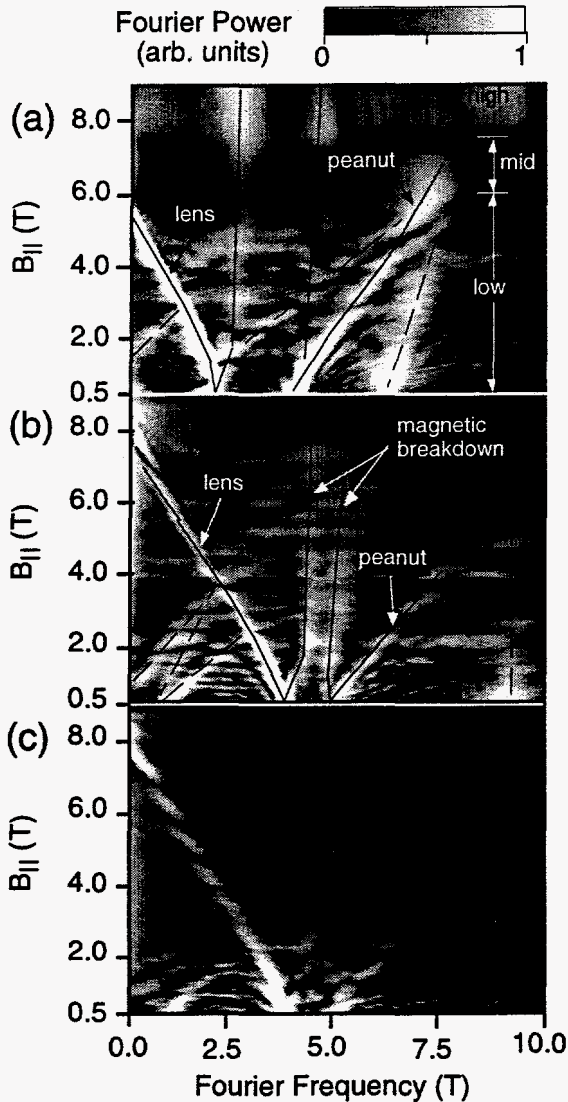 Fourier Power
(arb. units)
0
1
(a)
high
mid
low
peanut
lens
8.0
6.0
4.0
2.0
0.5
B|| (T)
(b)
magnetic
breakdown
lens
peanut
8.0
6.0
4.0
2.0
0.5
B|| (T)
(c)
8.0
6.0
4.0
2.0
0.5
B|| (T)
0.0
2.5
5.0
7.5
10.0
Fourier Frequency (T)